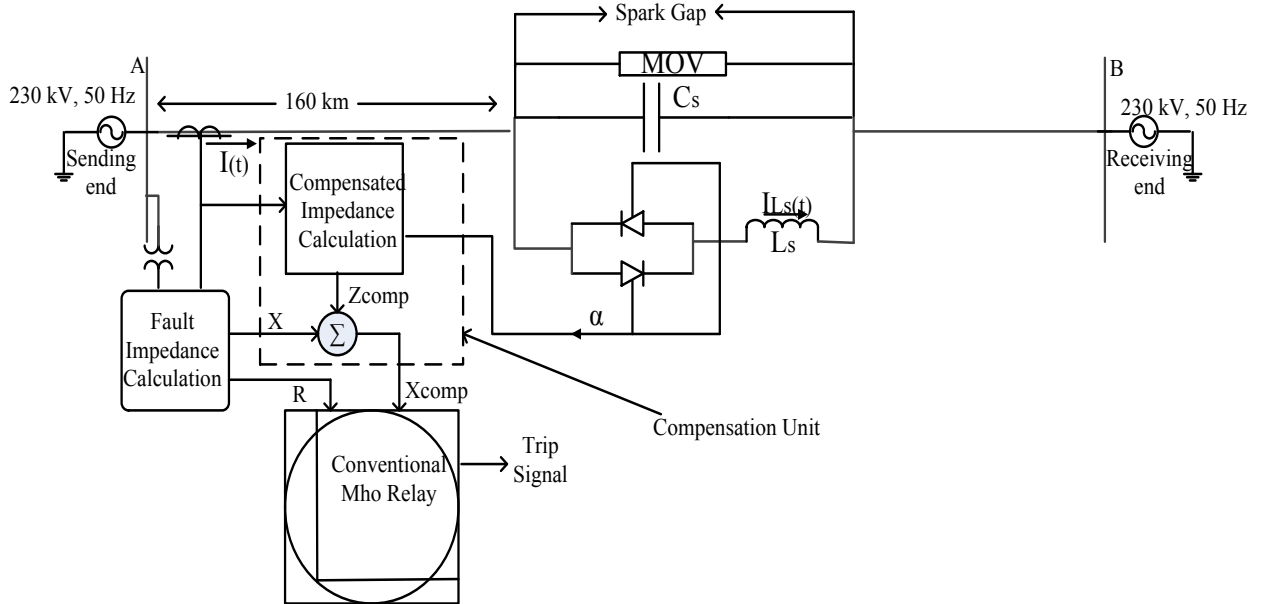 Spark Gap
MOV
Cs
A
B
230 kV, 50 Hz
160 km
230 kV, 50 Hz
Sending
end
I(t)
Receiving
end
Compensated
Impedance
Calculation
ILs(t)
Ls
Zcomp
α
Fault
Impedance
Calculation
X
Σ
R
Xcomp
Compensation Unit
Conventional
Mho Relay
Trip
Signal